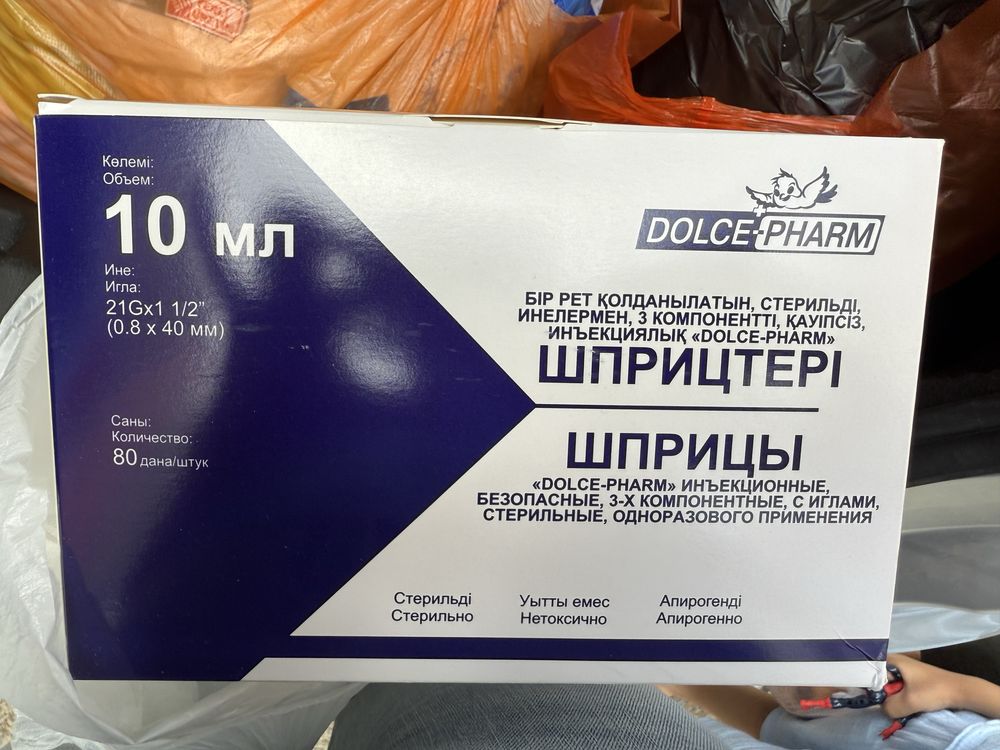 Көлемі:
Объем:
10 мл
Ине:
Игла:
21Gx1 1/2”
(0.8 x 40 мм)
Саны:
Количество:
80 дана/штук
DOLCE-PHARM
БІР РЕТ ҚОЛДАНЫЛАТЫН, СТЕРИЛЬДІ,
ИНЕЛЕРМЕН, 3 КОМПОНЕНТТІ, ҚАУІПСІЗ,
ИНЪЕКЦИЯЛЫҚ «DOLCE-PHARM»
ШПРИЦТЕРІ
ШПРИЦЫ
«DOLCE-PHARM» ИНЪЕКЦИОННЫЕ,
БЕЗОПАСНЫЕ, 3-Х КОМПОНЕНТНЫЕ, С ИГЛАМИ,
СТЕРИЛЬНЫЕ, ОДНОРАЗОВОГО ПРИМЕНЕНИЯ
Стерильді
Стерильно
Уытты емес
Нетоксично
Апирогенді
Апирогенно